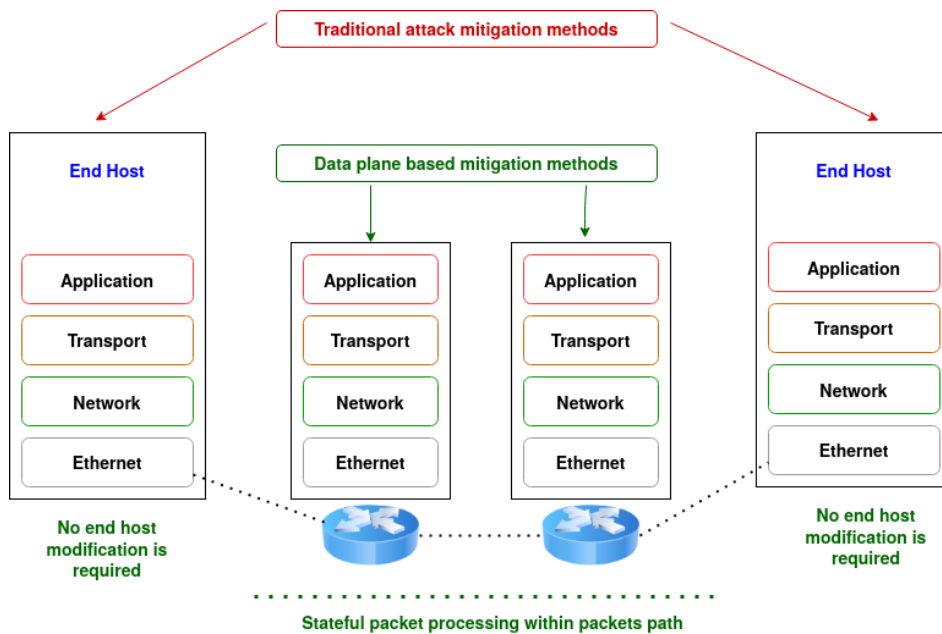 Traditional attack mitigation methods
End Host
Application
Transport
Network
Ethernet
No end host
modification is
required
Data plane based mitigation methods
Application
Transport
Network
Ethernet
Application
Transport
Network
Ethernet
End Host
Application
Transport
Network
Ethernet
No end host
modification is
required
Stateful packet processing within packets path